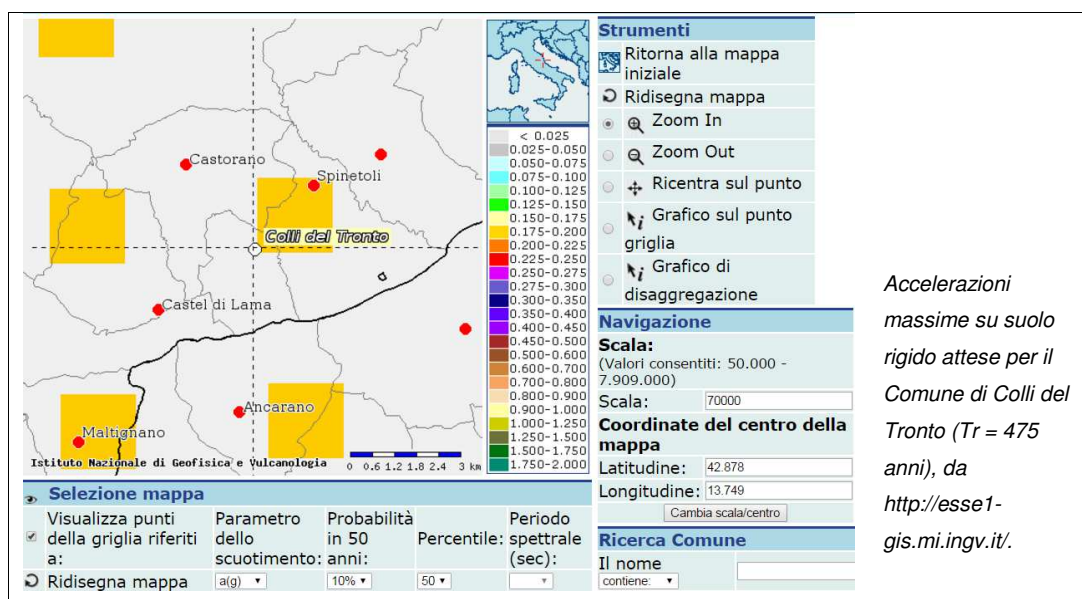 Castorano
Spinetoli
Colli del Tronto
Castel di Lama
Ancarano
Maltignano
Istituto Nazionale di Geofisica e Vulcanologia
0 0.6 1.2 1.8 2.4 3 km
< 0.025
0.025-0.050
0.050-0.075
0.075-0.100
0.100-0.125
0.125-0.150
0.150-0.175
0.175-0.200
0.200-0.225
0.225-0.250
0.250-0.275
0.275-0.300
0.300-0.350
0.350-0.400
0.400-0.450
0.450-0.500
0.500-0.600
0.600-0.700
0.700-0.800
0.800-0.900
0.900-1.000
1.000-1.250
1.250-1.500
1.500-1.750
1.750-2.000
Strumenti
Ritorna alla mappa
iniziale
Ridisegna mappa
Zoom In
Zoom Out
Ricentra sul punto
Grafico sul punto
griglia
Grafico di
disaggregazione
Navigazione
Scala:
(Valori consentiti: 50.000 -
7.909.000)
Scala: 70000
Coordinate del centro della
mappa
Latitudine: 42.878
Longitudine: 13.749
Cambia scala/centro
Ricerca Comune
Il nome
contiene:
Selezione mappa
Visualizza punti
della griglia riferiti
a:
Parametro
dello
scuotimento:
Probabilità
in 50
anni:
Percentile:
Periodo
spettrale
(sec):
Ridisegna mappa
a(g)
10%
50
Accelerazioni
massime su suolo
rigido attese per il
Comune di Colli del
Tronto (Tr = 475
anni), da
http://esse1-
gis.mi.ingv.it/.